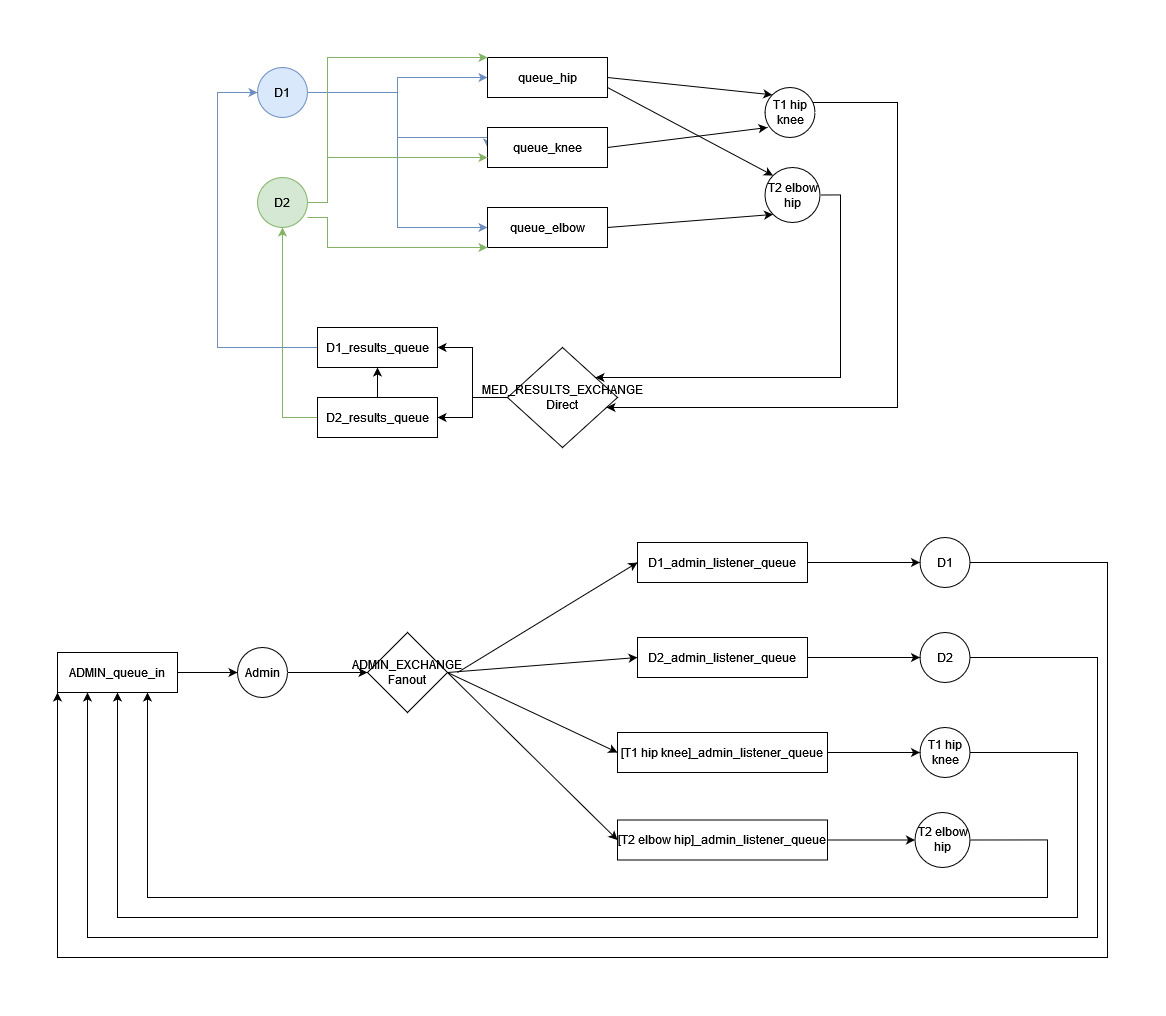 D1
queue_hip
T1 hip
knee
queue_knee
D2
T2 elbow
hip
queue_elbow
D1_results_queue
MED_RESULTS_EXCHANGE
Direct
D2_results_queue
D1_admin_listener_queue
D1
D2_admin_listener_queue
D2
ADMIN_queue_in
Admin
ADMIN_EXCHANGE
Fanout
[T1 hip knee]_admin_listener_queue
T1 hip
knee
[T2 elbow hip]_admin_listener_queue
T2 elbow
hip